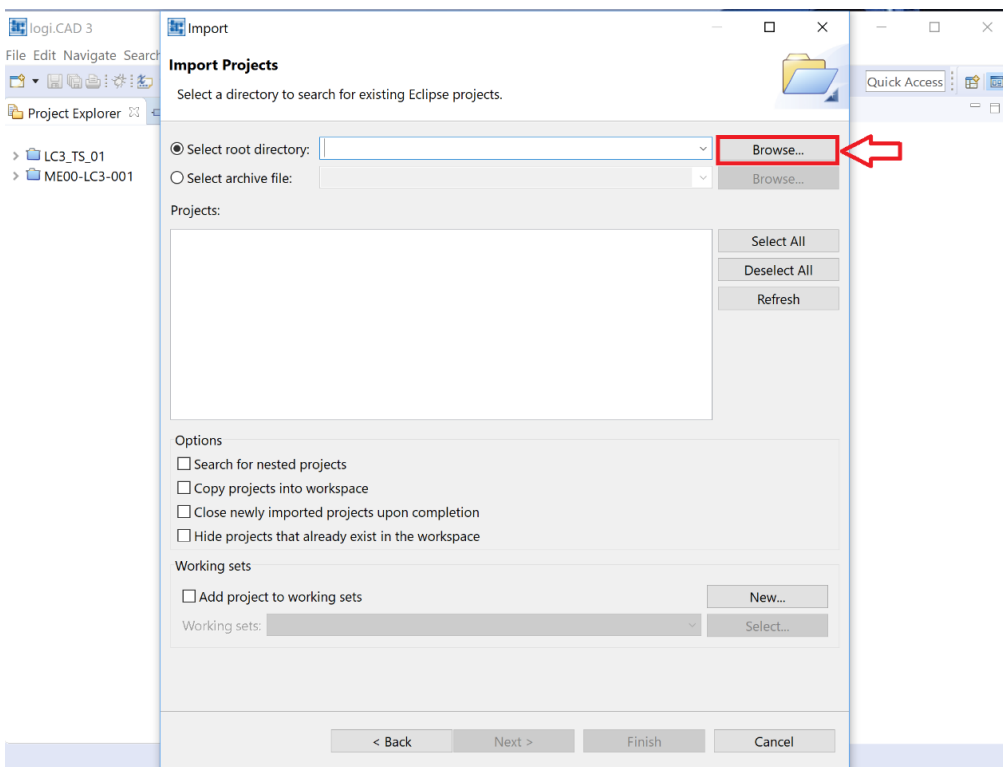 logi.CAD 3
File Edit Navigate Search
Project Explorer
LC3_TS_01
ME00-LC3-001
Import
Import Projects
Select a directory to search for existing Eclipse projects.
Select root directory:
Browse...
Select archive file:
Browse...
Projects:
Select All
Deselect All
Refresh
Options
Search for nested projects
Copy projects into workspace
Close newly imported projects upon completion
Hide projects that already exist in the workspace
Working sets
Add project to working sets
New...
Working sets:
Select...
< Back
Next >
Finish
Cancel
Quick Access